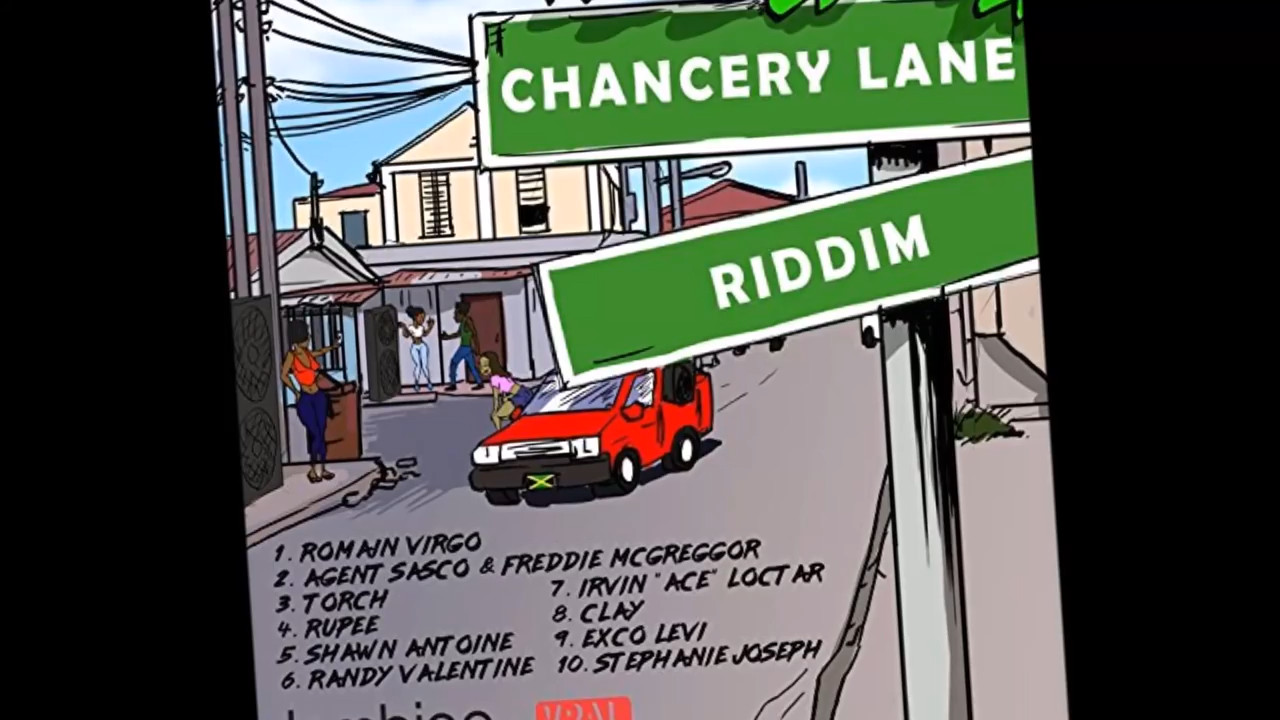 CHANCERY LANE
RIDDIM
1. ROMAIN VIRGO
2. AGENT SASCO & FREDDIE MCGREGGOR
3. TORCH
4. RUPEE
5. SHAWN ANTOINE
6. RANDY VALENTINE
7. IRVIN "ACE" LOCTAR
8. CLAY
9. EXCO LEVI
10. STEPHANIE JOSEPH